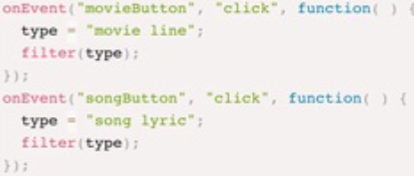 onEvent("movieButton", "click", function( ) {
type = "movie line";
filter(type);
});
onEvent("songButton", "click", function( ) {
type = "song lyric";
filter(type);
});